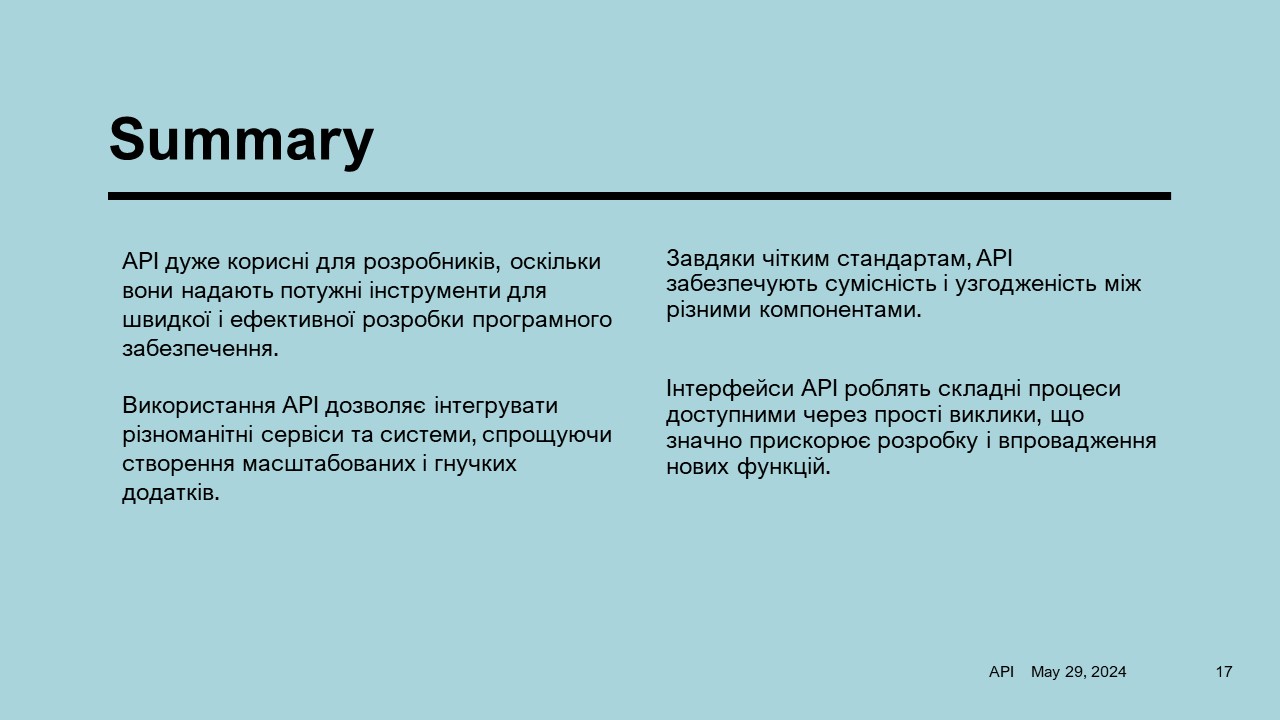 Summary
API дуже корисні для розробників, оскільки
вони надають потужні інструменти для
швидкої і ефективної розробки програмного
забезпечення.
Використання API дозволяє інтегрувати
різноманітні сервіси та системи, спрощуючи
створення масштабованих і гнучких
додатків.
Завдяки чітким стандартам, API
забезпечують сумісність і узгодженість між
різними компонентами.
Інтерфейси API роблять складні процеси
доступними через прості виклики, що
значно прискорює розробку і впровадження
нових функцій.
API May 29, 2024 17